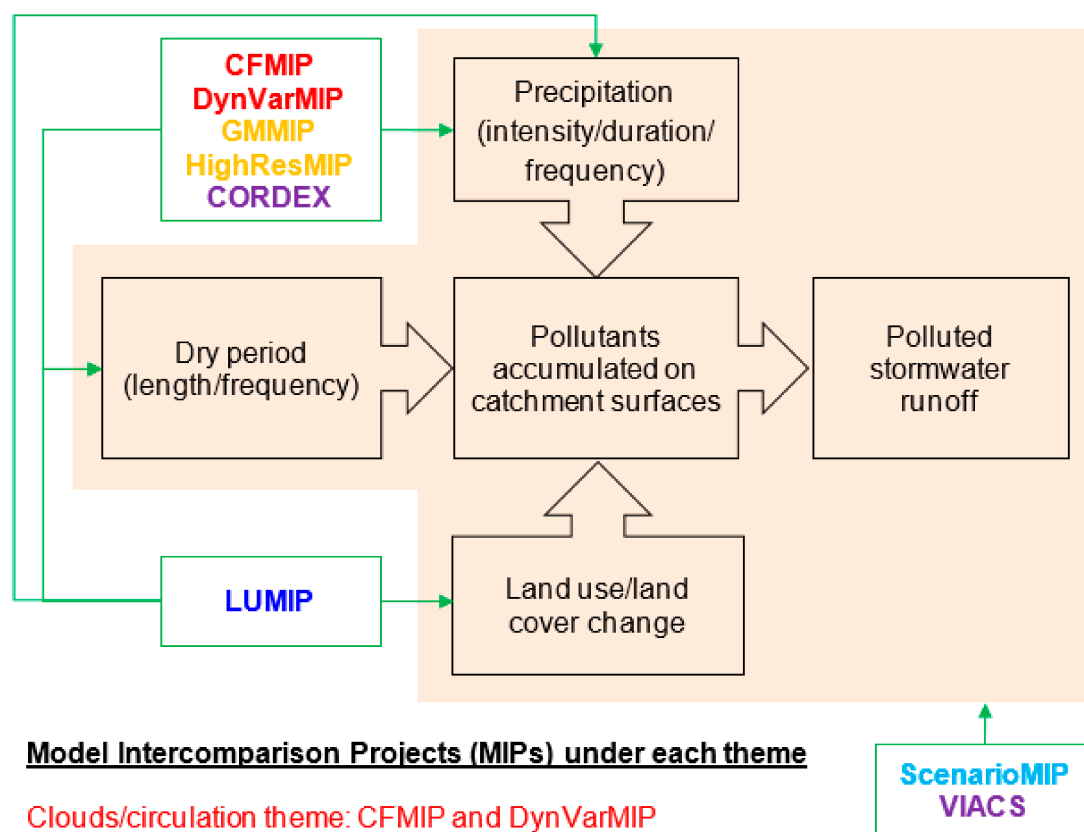 CFMIP
DynVarMIP
GMMIP
HighResMIP
CORDEX
Precipitation
(intensity/duration/
frequency)
Dry period
(length/frequency)
Pollutants
accumulated on
catchment surfaces
Polluted
stormwater
runoff
LUMIP
Land use/land
cover change
Model Intercomparison Projects (MIPs) under each theme
ScenarioMIP
VIACS
Clouds/circulation theme: CFMIP and DynVarMIP